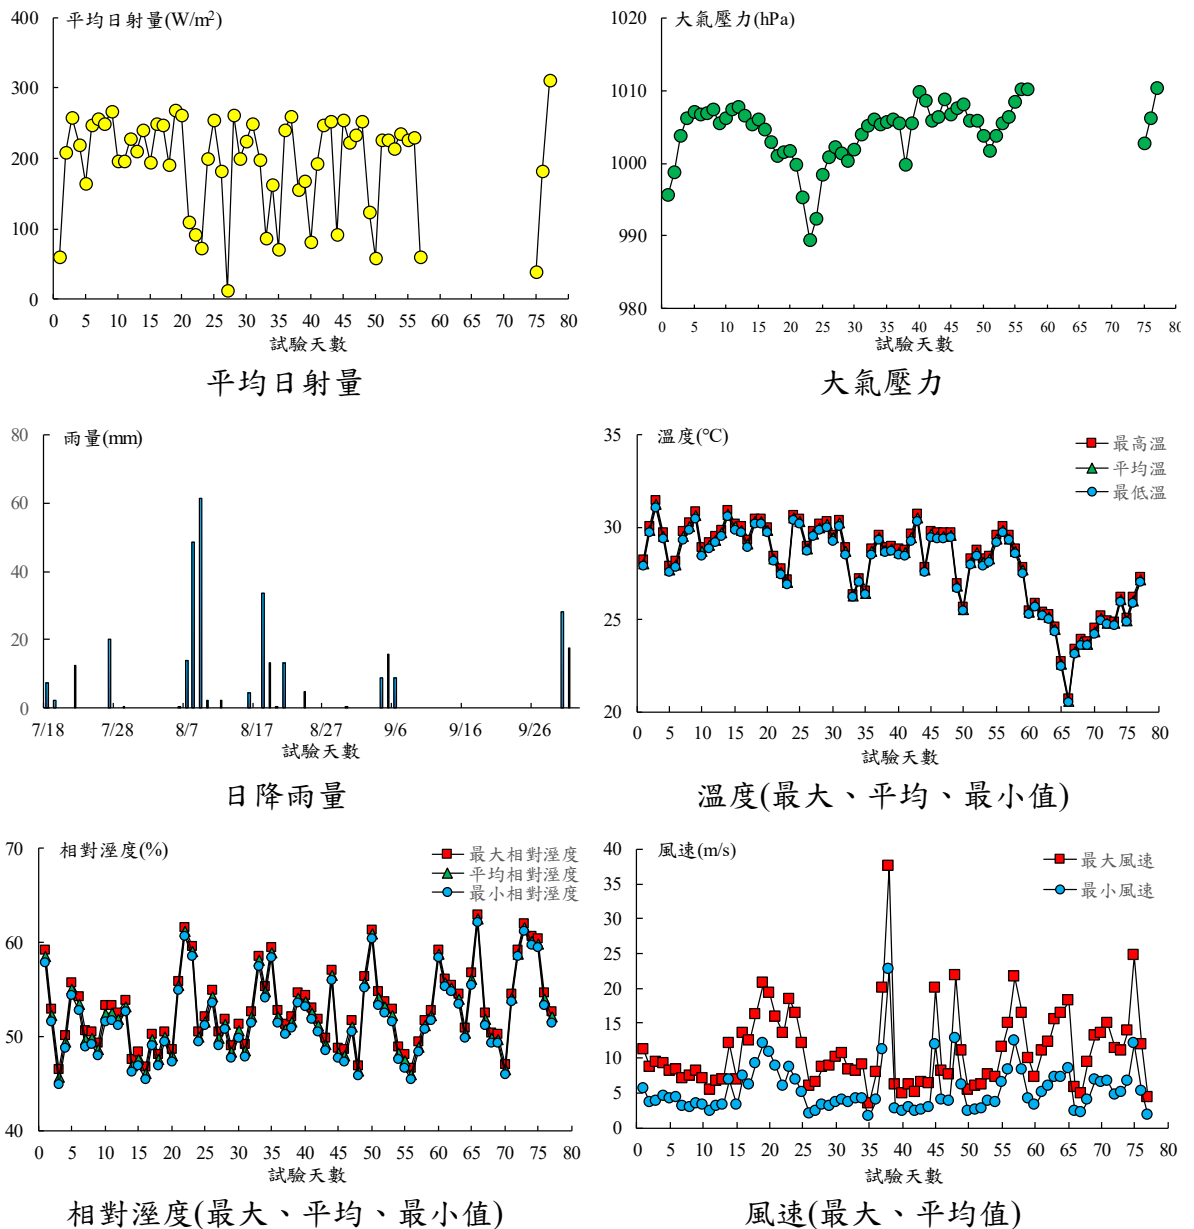 平均日射量(W/m²)
400
300
200
100
0
0 5 10 15 20 25 30 35 40 45 50 55 60 65 70 75 80
試驗天數
平均日射量
大氣壓力(hPa)
1020
1010
1000
990
980
0 5 10 15 20 25 30 35 40 45 50 55 60 65 70 75 80
試驗天數
大氣壓力
雨量(mm)
80
60
40
20
0
7/18 7/28 8/7 8/17 8/27 9/6 9/16 9/26
試驗天數
日降雨量
溫度(°C)
最高溫
平均溫
最低溫
35
30
25
20
0 5 10 15 20 25 30 35 40 45 50 55 60 65 70 75 80
試驗天數
溫度(最大、平均、最小值)
相對溼度(%)
最大相對溼度
平均相對溼度
最小相對溼度
70
60
50
40
0 5 10 15 20 25 30 35 40 45 50 55 60 65 70 75 80
試驗天數
相對溼度(最大、平均、最小值)
風速(m/s)
最大風速
最小風速
40
35
30
25
20
15
10
5
0
0 5 10 15 20 25 30 35 40 45 50 55 60 65 70 75 80
試驗天數
風速(最大、平均值)